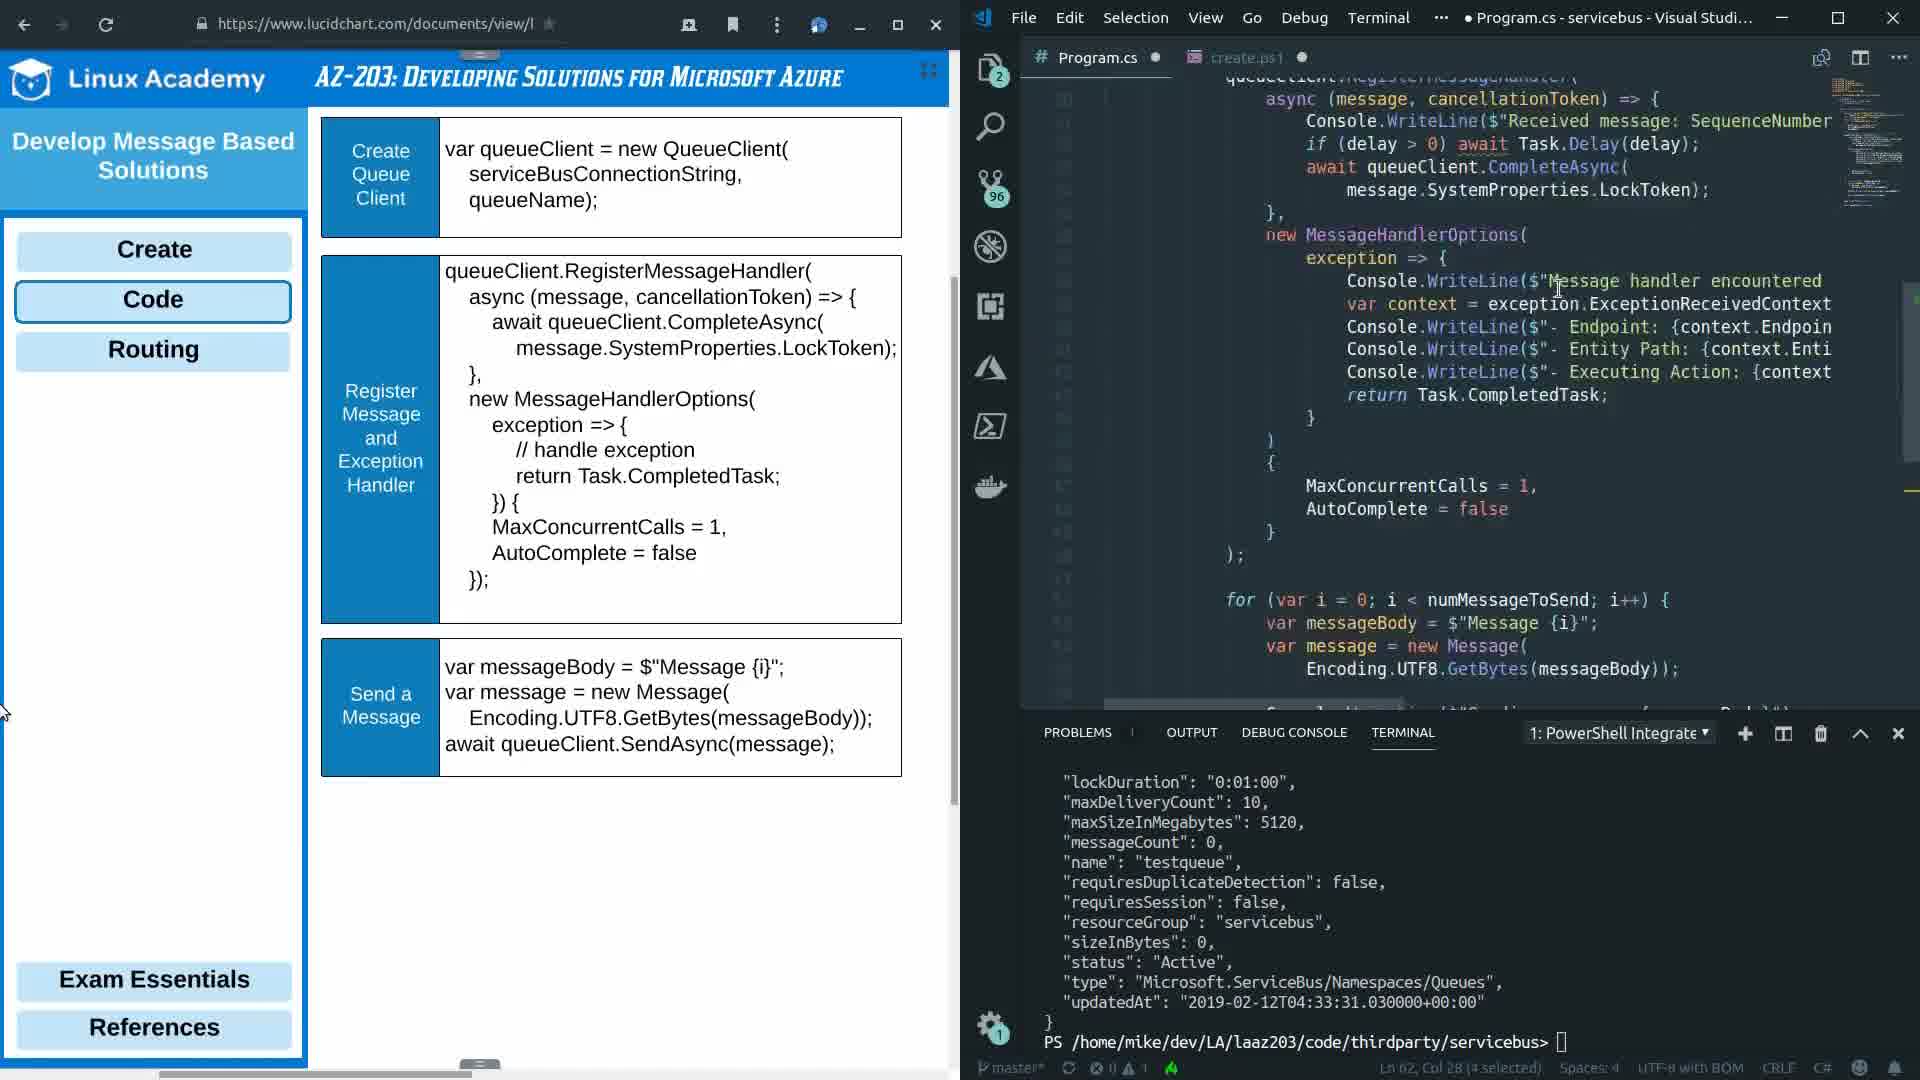 https://www.lucidchart.com/documents/view/l
Linux Academy
AZ-203: Developing Solutions for Microsoft Azure
Develop Message Based
Solutions
Create
Code
Routing
Exam Essentials
References
Create
Queue
Client
var queueClient = new QueueClient(
serviceBusConnectionString,
queueName);
Register
Message
and
Exception
Handler
queueClient.RegisterMessageHandler(
async (message, cancellationToken) => {
await queueClient.CompleteAsync(
message.SystemProperties.LockToken);
},
new MessageHandlerOptions(
exception => {
// handle exception
return Task.CompletedTask;
}) {
MaxConcurrentCalls = 1,
AutoComplete = false
});
Send a
Message
var messageBody = $"Message {i}";
var message = new Message(
Encoding.UTF8.GetBytes(messageBody));
await queueClient.SendAsync(message);
File Edit Selection View Go Debug Terminal ••• ● Program.cs - servicebus - Visual Studi...
# Program.cs ●
create.ps1 ●
2
96
1
queueClient.RegisterMessageHandler(
async (message, cancellationToken) => {
Console.WriteLine($"Received message: SequenceNumber
if (delay > 0) await Task.Delay(delay);
await queueClient.CompleteAsync(
message.SystemProperties.LockToken);
},
new MessageHandlerOptions(
exception => {
Console.WriteLine($"Message handler encountered
var context = exception.ExceptionReceivedContext
Console.WriteLine($"- Endpoint: {context.Endpoin
Console.WriteLine($"- Entity Path: {context.Enti
Console.WriteLine($"- Executing Action: {context
return Task.CompletedTask;
}
)
{
MaxConcurrentCalls = 1,
AutoComplete = false
}
);
for (var i = 0; i < numMessageToSend; i++) {
var messageBody = $"Message {i}";
var message = new Message(
Encoding.UTF8.GetBytes(messageBody));
PROBLEMS 1 OUTPUT DEBUG CONSOLE TERMINAL
1: PowerShell Integrate
"lockDuration": "0:01:00",
"maxDeliveryCount": 10,
"maxSizeInMegabytes": 5120,
"messageCount": 0,
"name": "testqueue",
"requiresDuplicateDetection": false,
"requiresSession": false,
"resourceGroup": "servicebus",
"sizeInBytes": 0,
"status": "Active",
"type": "Microsoft.ServiceBus/Namespaces/Queues",
"updatedAt": "2019-02-12T04:33:31.030000+00:00"
}
PS /home/mike/dev/LA/laaz203/code/thirdparty/servicebus>
master* 0 1 Ln 62, Col 28 (4 selected) Spaces: 4 UTF-8 with BOM CRLF C#